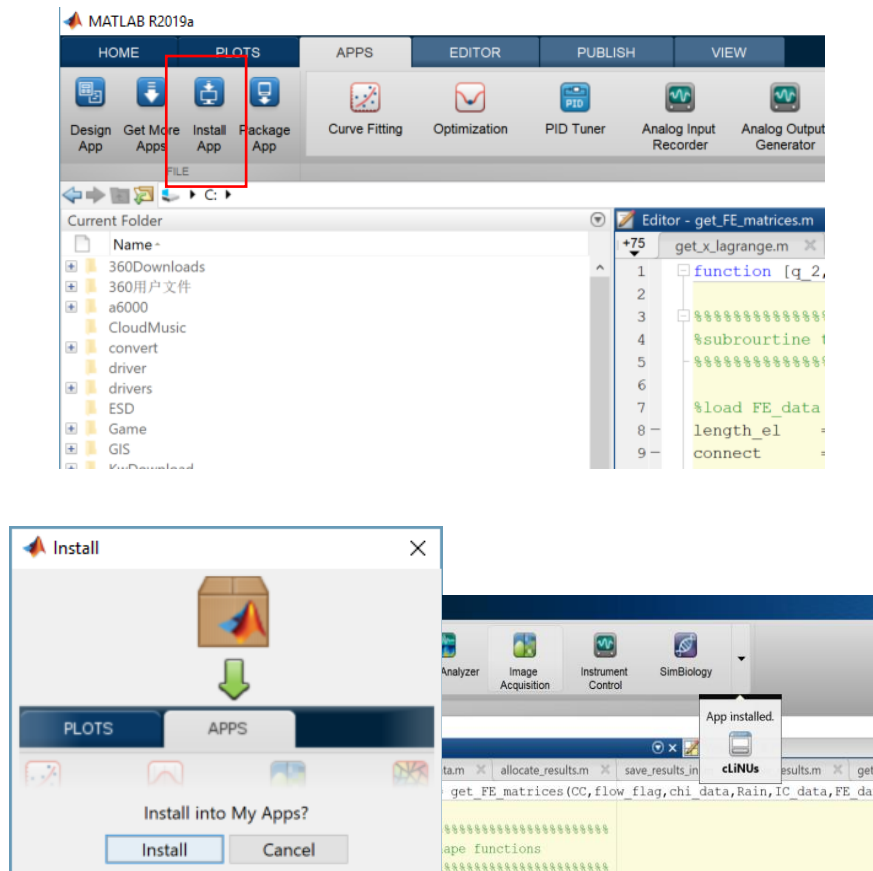 MATLAB R2019a
HOME PLOTS APPS EDITOR PUBLISH VIEW
Design App Get More Apps Install App Package App Curve Fitting Optimization PID Tuner Analog Input Recorder Analog Output Generator
PID
FILE
C:
Current Folder
Editor - get_FE_matrices.m
Name
+75 get_x_lagrange.m
360Downloads
360用户文件
a6000
CloudMusic
convert
driver
drivers
ESD
Game
GIS
KwDownload
1 function [q_2,
2
3 %%%%%%%%%%%%%%
4 %subrourtine t
5 %%%%%%%%%%%%%%
6
7 %load FE_data
8 length_el =
9 connect =
Install
PLOTS APPS
Install into My Apps?
Install Cancel
Analyzer Image Acquisition Instrument Control SimBiology
App installed.
cLiNUs
ta.m allocate_results.m save_results_in esults.m get
get_FE_matrices(CC,flow_flag,chi_data,Rain,IC_data,FE_da
%%%%%%%%%%%%%%%%%%%%%%
ape functions
%%%%%%%%%%%%%%%%%%%%%%